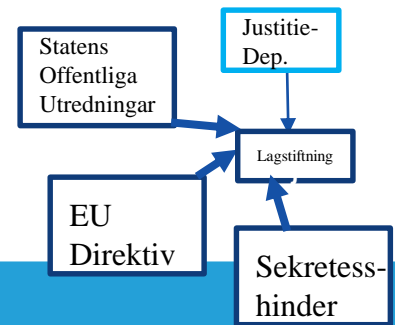 Statens
Offentliga
Utredningar
Justitie-
Dep.
Lagstiftning
EU
Direktiv
Sekretess-
hinder